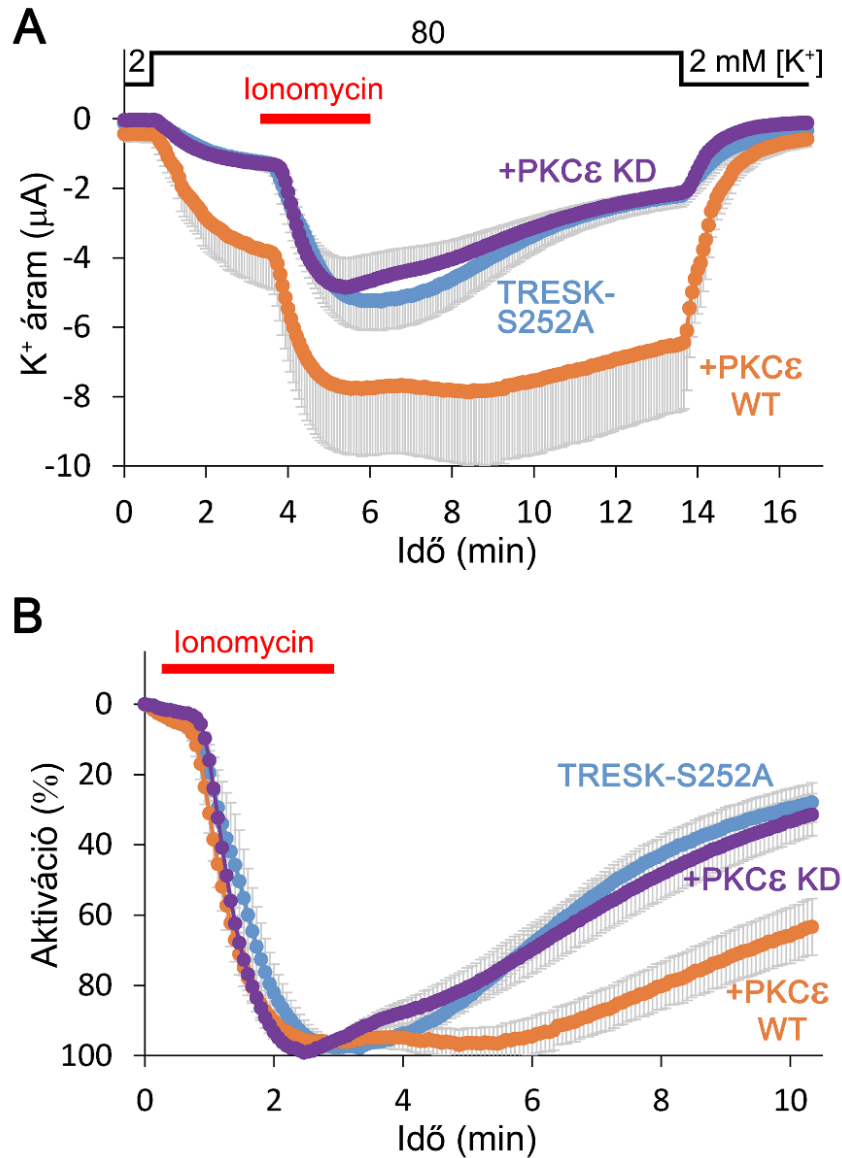 A
2
80
2 mM [K⁺]
Ionomycin
0
-2
-4
-6
-8
-10
K⁺ áram (µA)
+PKCε KD
TRESK-
S252A
+PKCε
WT
0
2
4
6
8
10
12
14
16
Idő (min)
B
Ionomycin
0
20
40
60
80
100
Aktiváció (%)
TRESK-S252A
+PKCε KD
+PKCε
WT
0
2
4
6
8
10
Idő (min)